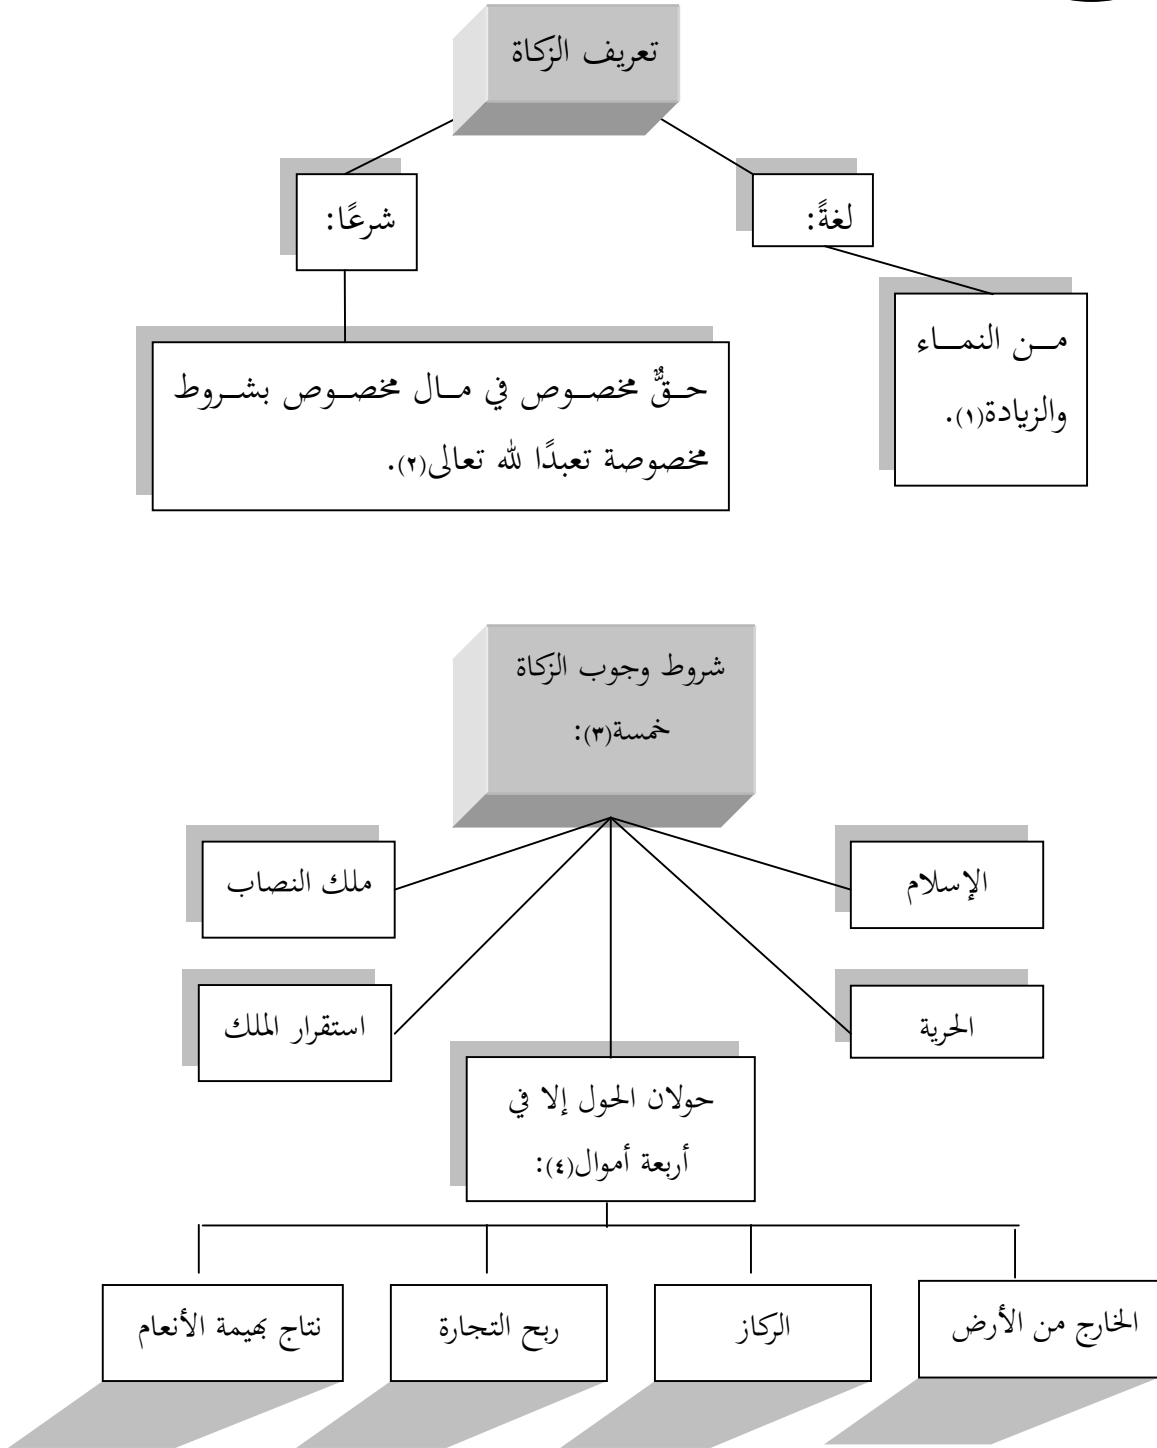 تعريف الزكاة
لغةً:
شرعًا:
من النماء
والزيادة(١).
حقٌّ مخصوص في مال مخصوص بشروط
مخصوصة تعبدًا لله تعالى(٢).
شروط وجوب الزكاة
خمسة(٣):
الإسلام
ملك النصاب
الحرية
استقرار الملك
حولان الحول إلا في
أربعة أموال(٤):
الخارج من الأرض
الركاز
ربح التجارة
نتاج بهيمة الأنعام